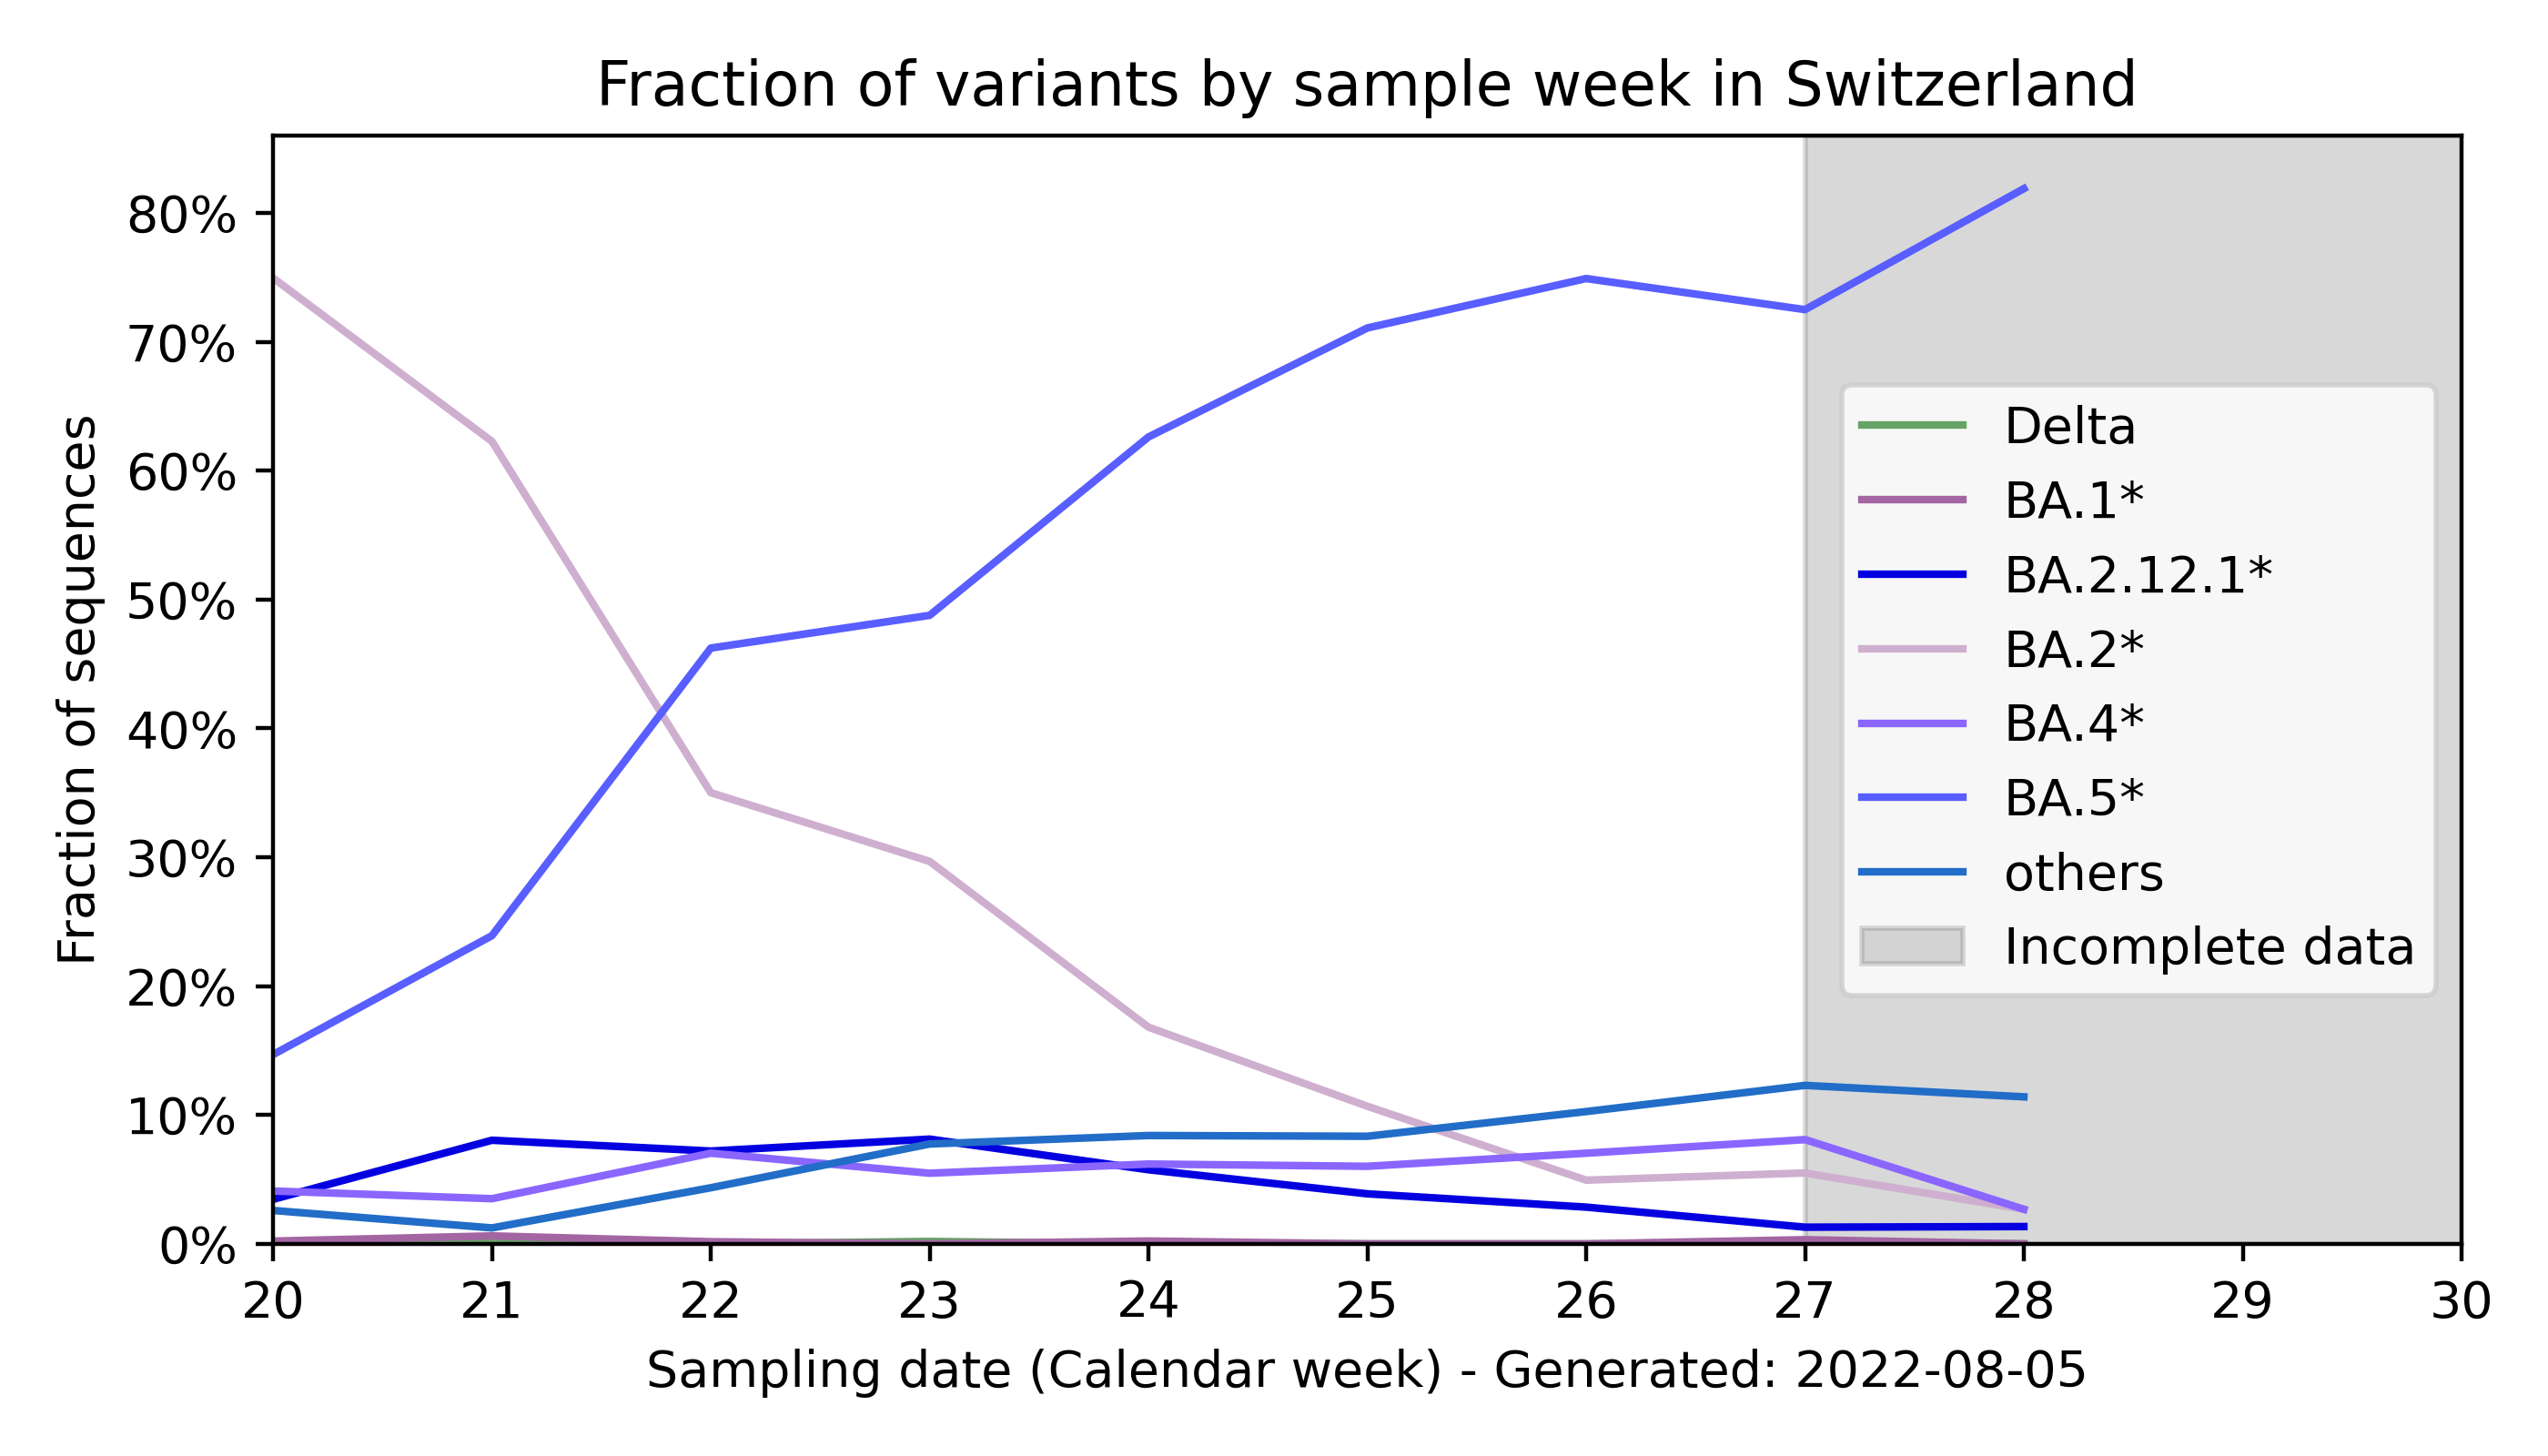 Fraction of variants by sample week in Switzerland
Fraction of sequences
80%
70%
60%
50%
40%
30%
20%
10%
0%
Delta
BA.1*
BA.2.12.1*
BA.2*
BA.4*
BA.5*
others
Incomplete data
20 21 22 23 24 25 26 27 28 29 30
Sampling date (Calendar week) - Generated: 2022-08-05